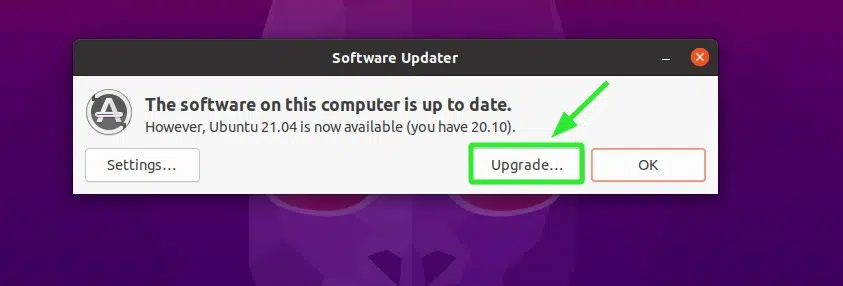 Software Updater
The software on this computer is up to date.
However, Ubuntu 21.04 is now available (you have 20.10).
Settings…
Upgrade…
OK